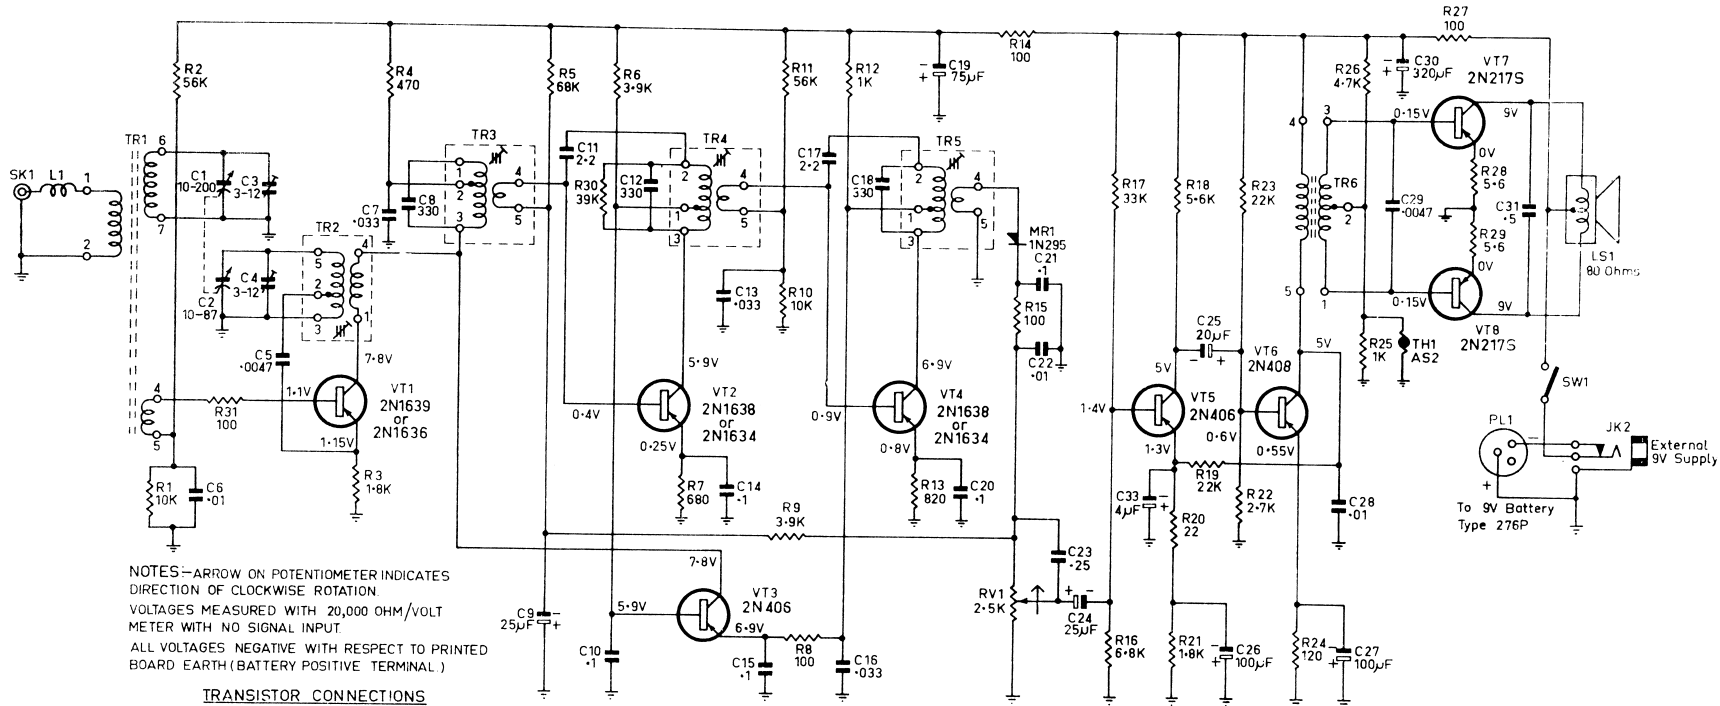 R27
100
R14
100
R2
56K
R4
470
R5
68K
R6
3·9K
R11
56K
R12
1K
C19
75µF
− +
R26
4·7K
C30
320µF
− +
VT7
2N217S
SK1
L1
1
2
TR1
6
7
4
5
C1
10-200
C3
3-12
C2
10-87
C4
3-12
TR2
5
2
3
4
1
C7
·033
C8
330
TR3
1
2
3
4
5
C11
2·2
R30
39K
C12
330
TR4
2
1
3
4
5
C17
2·2
C18
330
TR5
2
1
3
4
5
MR1
1N295
C21
·1
R15
100
C22
·01
C13
·033
R10
10K
R17
33K
R18
5·6K
R23
22K
4
5
TR6
3
2
1
C29
·0047
0·15V
9V
0V
R28
5·6
R29
5·6
0V
0·15V
9V
C31
·5
LS1
80 Ohms
VT8
2N217S
C5
·0047
7·8V
1·1V
VT1
2N1639
or
2N1636
R31
100
1·15V
R3
1·8K
R1
10K
C6
·01
5·9V
0·4V
VT2
2N1638
or
2N1634
0·25V
R7
680
C14
·1
6·9V
0·9V
VT4
2N1638
or
2N1634
0·8V
R13
820
C20
·1
C25
20µF
− +
5V
1·4V
VT5
2N406
1·3V
0·6V
VT6
2N408
5V
0·55V
R25
1K
TH1
AS2
SW1
PL1
−
+
JK2
External
9V Supply
To 9V Battery
Type 276P
R19
22K
R22
2·7K
C28
·01
C33
4µF
− +
R20
22
R9
3·9K
C23
·25
RV1
2·5K
+ −
C24
25µF
R16
6·8K
R21
1·8K
C26
100µF
− +
R24
120
C27
100µF
− +
7·8V
VT3
2N406
5·9V
6·9V
C9
25µF
− +
C10
·1
C15
·1
R8
100
C16
·033
NOTES:—ARROW ON POTENTIOMETER INDICATES
DIRECTION OF CLOCKWISE ROTATION.
VOLTAGES MEASURED WITH 20,000 OHM/VOLT
METER WITH NO SIGNAL INPUT.
ALL VOLTAGES NEGATIVE WITH RESPECT TO PRINTED
BOARD EARTH (BATTERY POSITIVE TERMINAL.)
TRANSISTOR CONNECTIONS